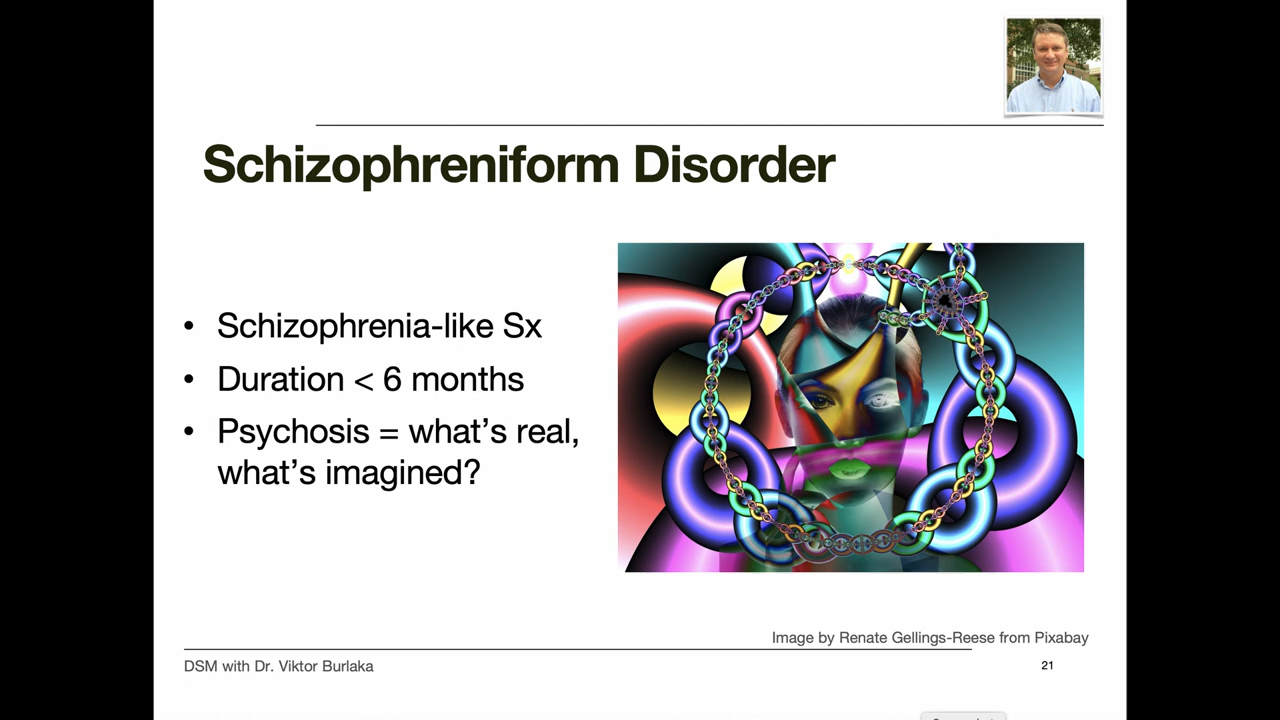 Schizophreniform Disorder
• Schizophrenia-like Sx
• Duration < 6 months
• Psychosis = what’s real,
what’s imagined?
Image by Renate Gellings-Reese from Pixabay
DSM with Dr. Viktor Burlaka
21